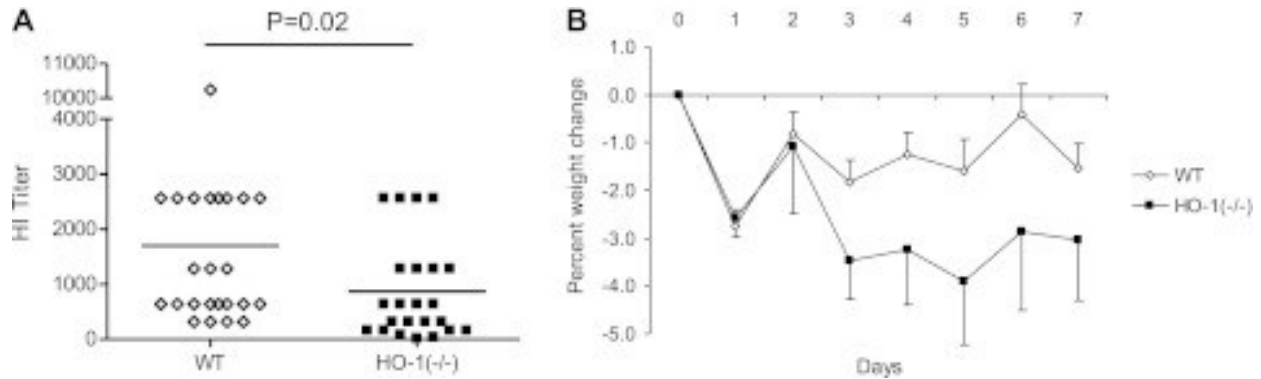 A
P=0.02
HI Titer
11000
10000
4000
3000
2000
1000
0
WT
HO-1(-/-)
B
0 1 2 3 4 5 6 7
Percent weight change
1.0
0.0
-1.0
-2.0
-3.0
-4.0
-5.0
Days
WT
HO-1(-/-)